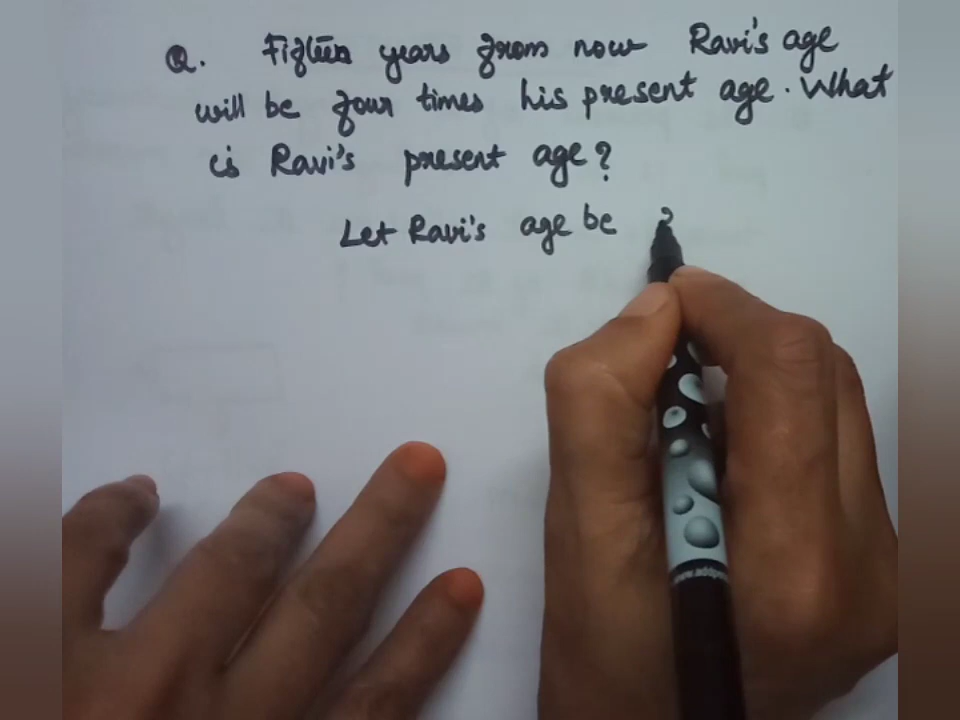 Q. Fifteen years from now Ravi's age
will be four times his present age. What
is Ravi's present age?
Let Ravi's age be